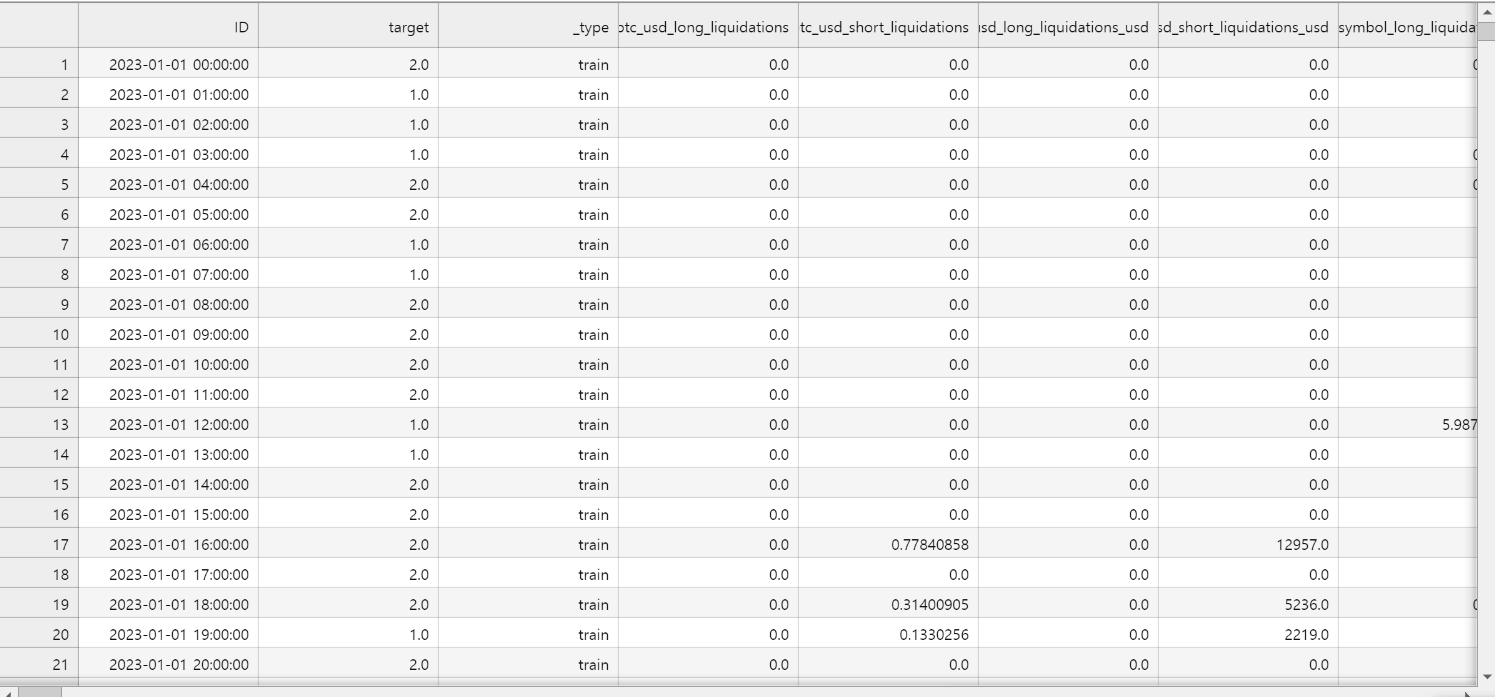 ID target _type btc_usd_long_liquidations tc_usd_short_liquidations usd_long_liquidations_usd sd_short_liquidations_usd symbol_long_liquida
1 2023-01-01 00:00:00 2.0 train 0.0 0.0 0.0 0.0 0
2 2023-01-01 01:00:00 1.0 train 0.0 0.0 0.0 0.0
3 2023-01-01 02:00:00 1.0 train 0.0 0.0 0.0 0.0
4 2023-01-01 03:00:00 1.0 train 0.0 0.0 0.0 0.0 0
5 2023-01-01 04:00:00 2.0 train 0.0 0.0 0.0 0.0 0
6 2023-01-01 05:00:00 2.0 train 0.0 0.0 0.0 0.0
7 2023-01-01 06:00:00 1.0 train 0.0 0.0 0.0 0.0
8 2023-01-01 07:00:00 1.0 train 0.0 0.0 0.0 0.0
9 2023-01-01 08:00:00 2.0 train 0.0 0.0 0.0 0.0
10 2023-01-01 09:00:00 2.0 train 0.0 0.0 0.0 0.0
11 2023-01-01 10:00:00 2.0 train 0.0 0.0 0.0 0.0
12 2023-01-01 11:00:00 2.0 train 0.0 0.0 0.0 0.0
13 2023-01-01 12:00:00 1.0 train 0.0 0.0 0.0 0.0 5.987
14 2023-01-01 13:00:00 1.0 train 0.0 0.0 0.0 0.0
15 2023-01-01 14:00:00 2.0 train 0.0 0.0 0.0 0.0
16 2023-01-01 15:00:00 2.0 train 0.0 0.0 0.0 0.0
17 2023-01-01 16:00:00 2.0 train 0.0 0.77840858 0.0 12957.0
18 2023-01-01 17:00:00 2.0 train 0.0 0.0 0.0 0.0
19 2023-01-01 18:00:00 2.0 train 0.0 0.31400905 0.0 5236.0 0
20 2023-01-01 19:00:00 1.0 train 0.0 0.1330256 0.0 2219.0
21 2023-01-01 20:00:00 2.0 train 0.0 0.0 0.0 0.0